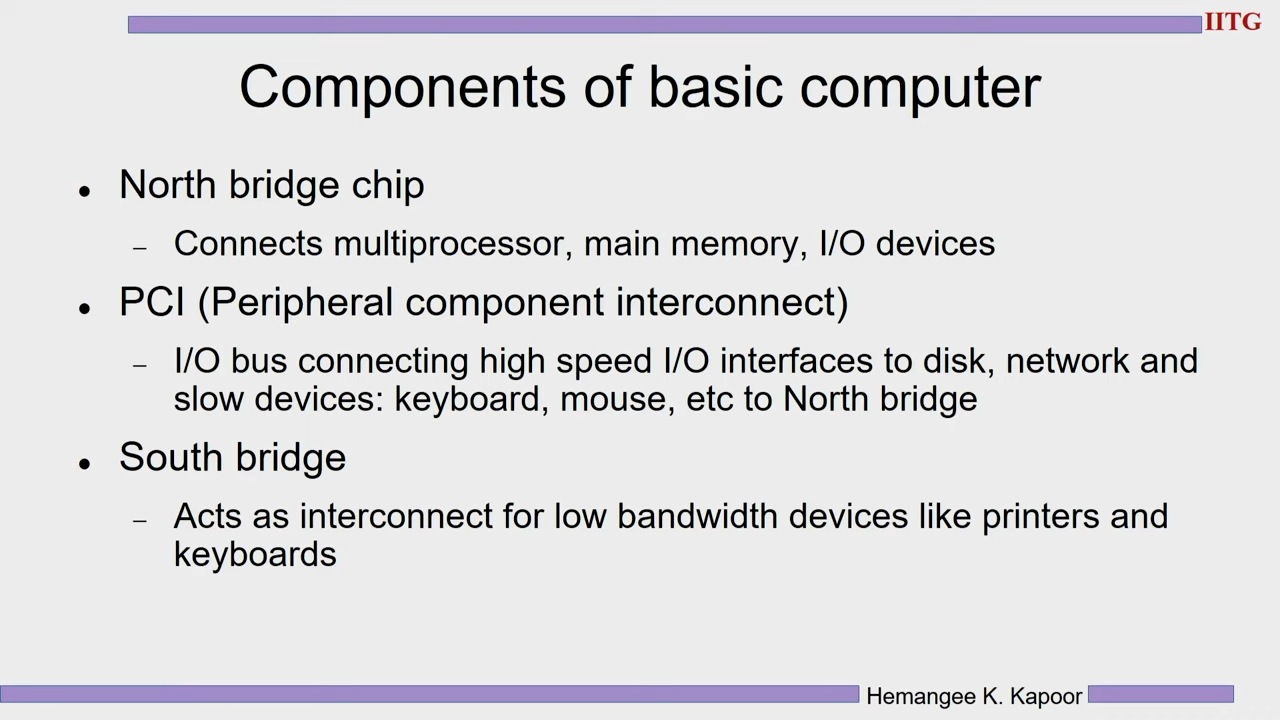 IITG
Components of basic computer
● North bridge chip
– Connects multiprocessor, main memory, I/O devices
● PCI (Peripheral component interconnect)
– I/O bus connecting high speed I/O interfaces to disk, network and
slow devices: keyboard, mouse, etc to North bridge
● South bridge
– Acts as interconnect for low bandwidth devices like printers and
keyboards
Hemangee K. Kapoor